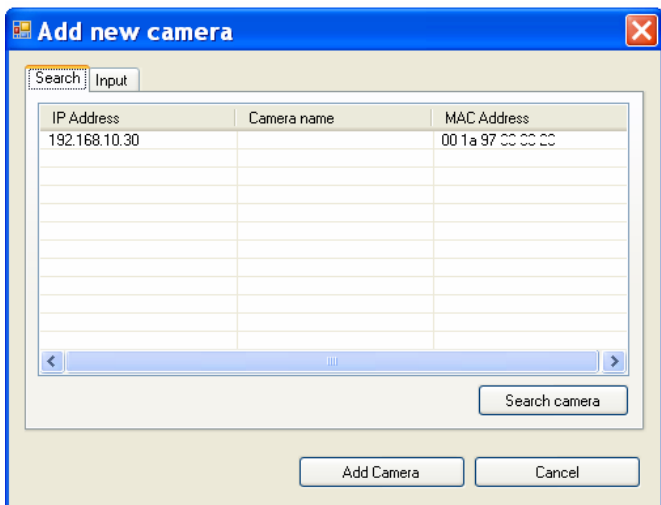 Add new camera
Search Input
IP Address Camera name MAC Address
192.168.10.30 00 1a 97
Search camera
Add Camera Cancel